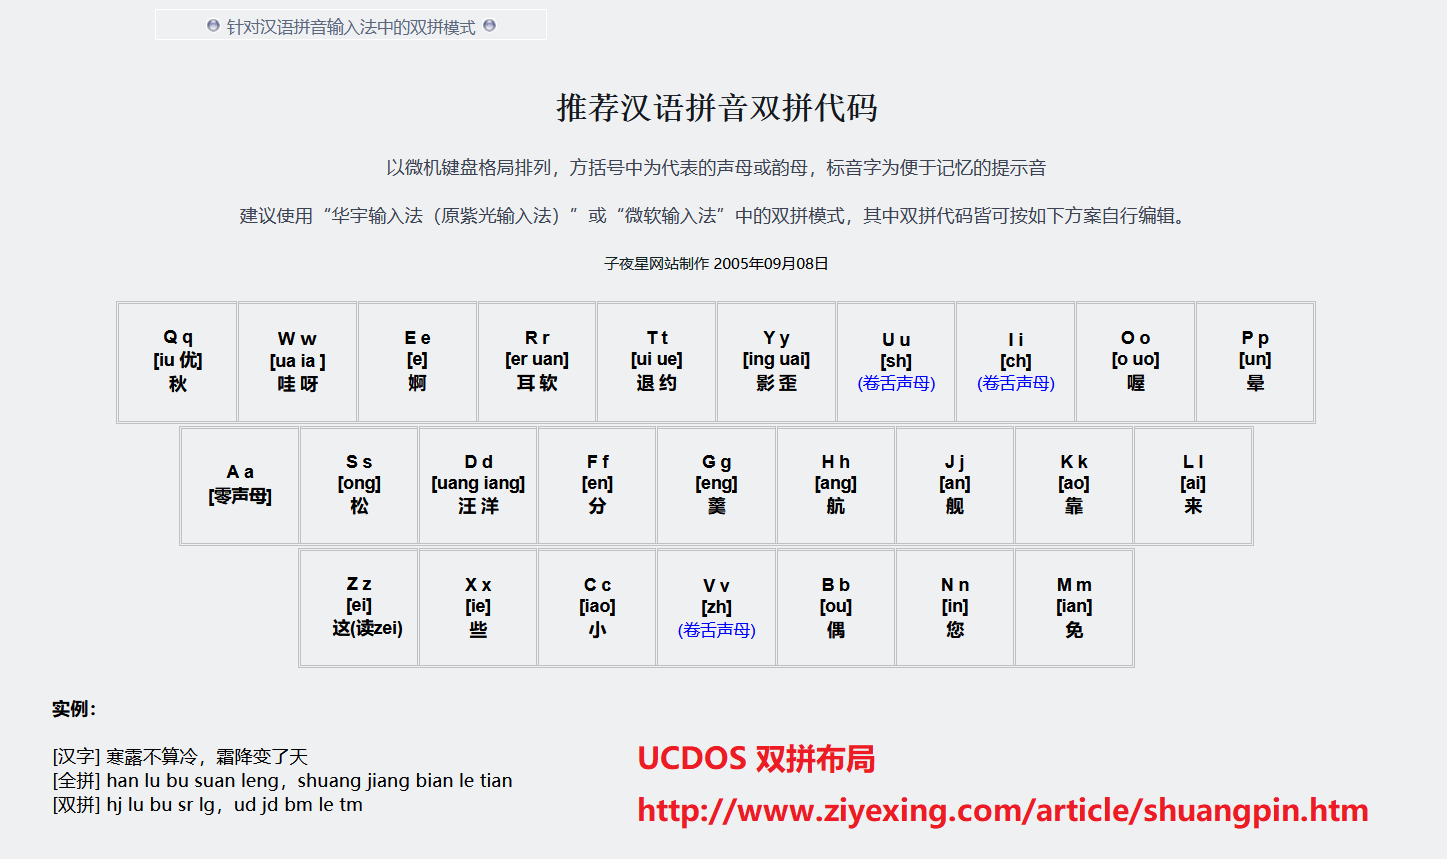 针对汉语拼音输入法中的双拼模式
推荐汉语拼音双拼代码
以微机键盘格局排列，方括号中为代表的声母或韵母，标音字为便于记忆的提示音
建议使用“华宇输入法（原紫光输入法）”或“微软输入法”中的双拼模式，其中双拼代码皆可按如下方案自行编辑。
子夜星网站制作 2005年09月08日
Q q
[iu 优]
秋
W w
[ua ia ]
哇 呀
E e
[e]
婀
R r
[er uan]
耳 软
T t
[ui ue]
退 约
Y y
[ing uai]
影 歪
U u
[sh]
(卷舌声母)
I i
[ch]
(卷舌声母)
O o
[o uo]
喔
P p
[un]
晕
A a
[零声母]
S s
[ong]
松
D d
[uang iang]
汪 洋
F f
[en]
分
G g
[eng]
羹
H h
[ang]
航
J j
[an]
舰
K k
[ao]
靠
L l
[ai]
来
Z z
[ei]
这(读zei)
X x
[ie]
些
C c
[iao]
小
V v
[zh]
(卷舌声母)
B b
[ou]
偶
N n
[in]
您
M m
[ian]
免
实例：
[汉字] 寒露不算冷，霜降变了天
[全拼] han lu bu suan leng，shuang jiang bian le tian
[双拼] hj lu bu sr lg，ud jd bm le tm
UCDOS 双拼布局
http://www.ziyexing.com/article/shuangpin.htm